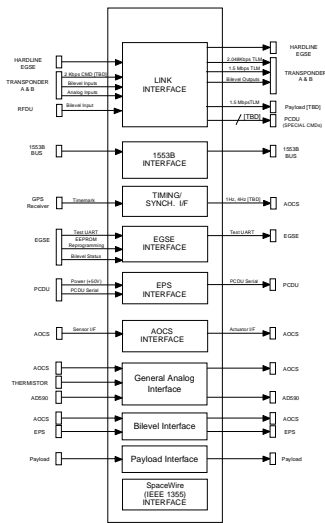 HARDLINE
EGSE
TRANSPONDER
A & B
RFDU
2 Kbps CMD [TBD]
Bilevel Inputs
Analog Inputs
Bilevel Input
LINK
INTERFACE
2.048Kbps TLM
1.5 Mbps TLM
Bilevel Outputs
1.5 Mbps TLM
[TBD]
HARDLINE
EGSE
TRANSPONDER
A & B
Payload [TBD]
PCDU
(SPECIAL CMDs)
1553B
BUS
1553B
INTERFACE
1553B
BUS
GPS
Receiver
Timemark
TIMING/
SYNCH. I/F
1Hz, 4Hz [TBD]
AOCS
EGSE
Test UART
EEPROM
Reprogramming
Bilevel Status
EGSE
INTERFACE
Test UART
EGSE
PCDU
Power (+50V)
PCDU Serial
EPS
INTERFACE
PCDU Serial
PCDU
AOCS
Sensor I/F
AOCS
INTERFACE
Actuator I/F
AOCS
AOCS
THERMISTOR
AD590
General Analog
Interface
AOCS
AD590
AOCS
EPS
Bilevel Interface
AOCS
EPS
Payload
Payload Interface
Payload
SpaceWire
(IEEE 1355)
INTERFACE